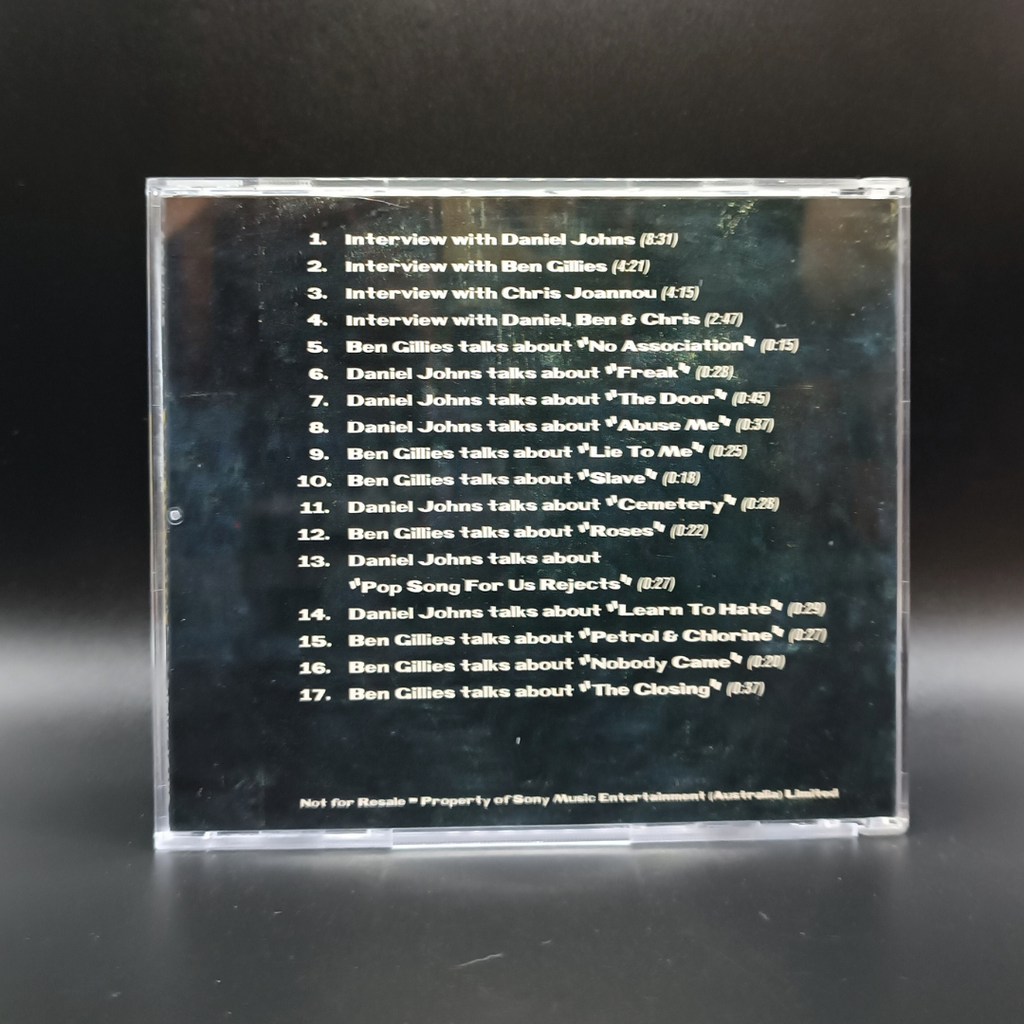 1. Interview with Daniel Johns (8:31)
2. Interview with Ben Gillies (4:21)
3. Interview with Chris Joannou (4:15)
4. Interview with Daniel, Ben & Chris (2:47)
5. Ben Gillies talks about "No Association" (0:15)
6. Daniel Johns talks about "Freak" (0:28)
7. Daniel Johns talks about "The Door" (0:45)
8. Daniel Johns talks about "Abuse Me" (0:37)
9. Ben Gillies talks about "Lie To Me" (0:25)
10. Ben Gillies talks about "Slave" (0:18)
11. Daniel Johns talks about "Cemetery" (0:28)
12. Ben Gillies talks about "Roses" (0:22)
13. Daniel Johns talks about
"Pop Song For Us Rejects" (0:27)
14. Daniel Johns talks about "Learn To Hate" (0:29)
15. Ben Gillies talks about "Petrol & Chlorine" (0:27)
16. Ben Gillies talks about "Nobody Came" (0:20)
17. Ben Gillies talks about "The Closing" (0:37)
Not for Resale - Property of Sony Music Entertainment (Australia) Limited